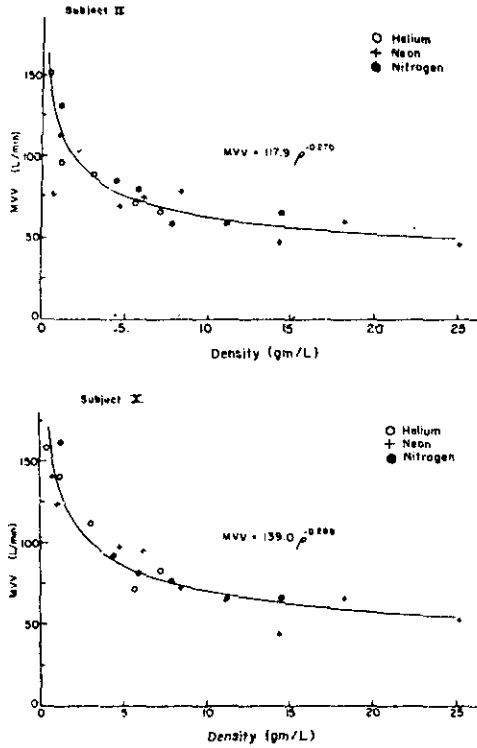 Subject II
○ Helium
+ Neon
● Nitrogen
150
100
50
0
MVV (L/min)
MVV = 117.9 ρ^-0.270
0 5 10 15 20 25
Density (gm/L)
Subject X
○ Helium
+ Neon
● Nitrogen
150
100
50
0
MVV (L/min)
MVV = 139.0 ρ
0 5 10 15 20 25
Density (gm/L)